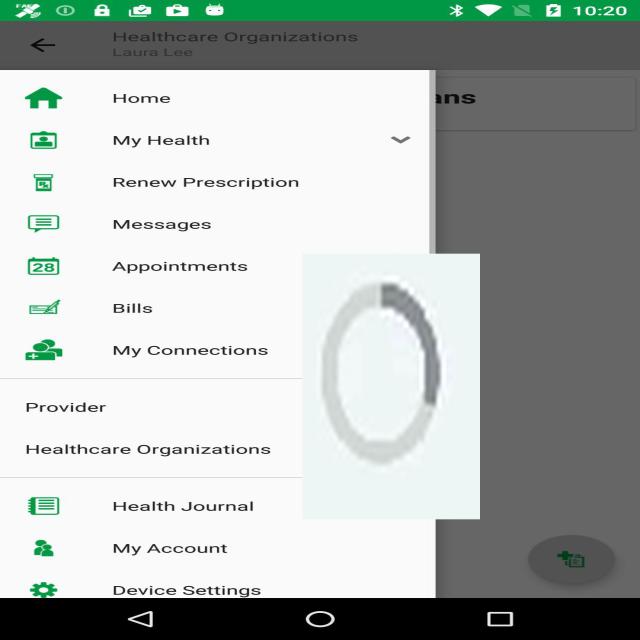 10:20
Healthcare Organizations
Laura Lee
ans
Home
My Health
Renew Prescription
Messages
Appointments
28
Bills
My Connections
Provider
Healthcare Organizations
Health Journal
My Account
Device Settings